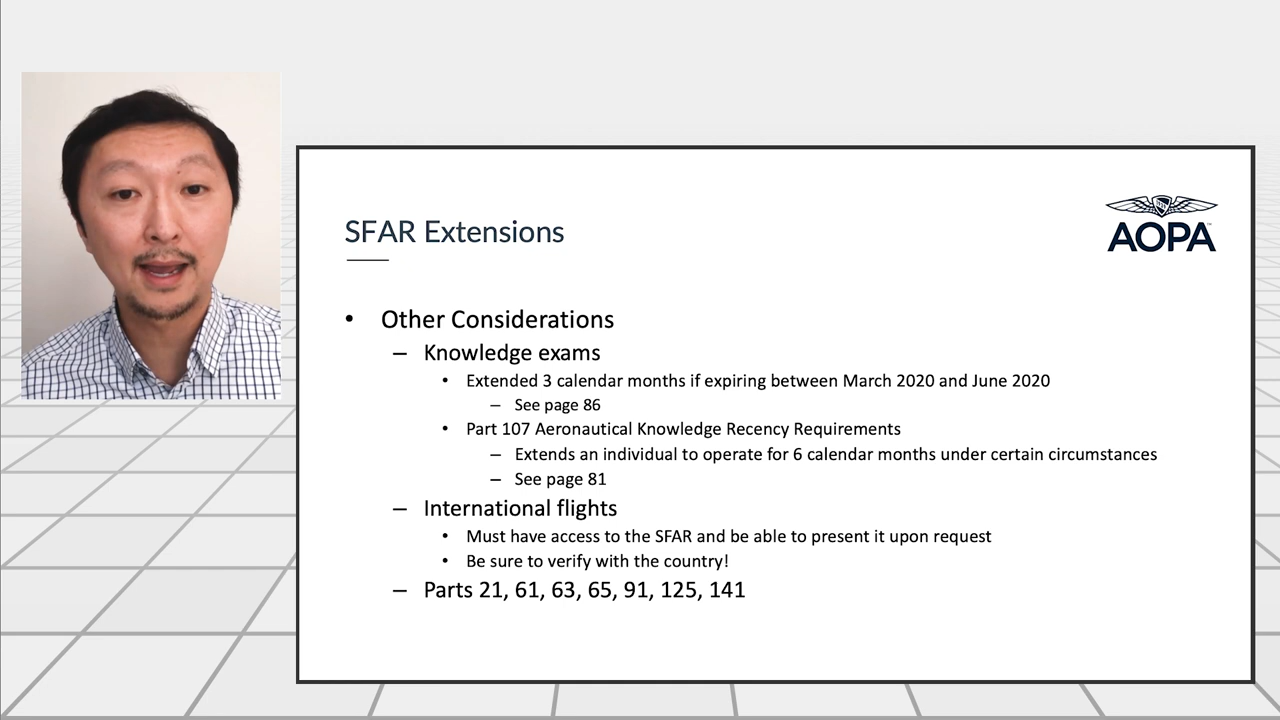 AOPA
SFAR Extensions
• Other Considerations
– Knowledge exams
• Extended 3 calendar months if expiring between March 2020 and June 2020
– See page 86
• Part 107 Aeronautical Knowledge Recency Requirements
– Extends an individual to operate for 6 calendar months under certain circumstances
– See page 81
– International flights
• Must have access to the SFAR and be able to present it upon request
• Be sure to verify with the country!
– Parts 21, 61, 63, 65, 91, 125, 141